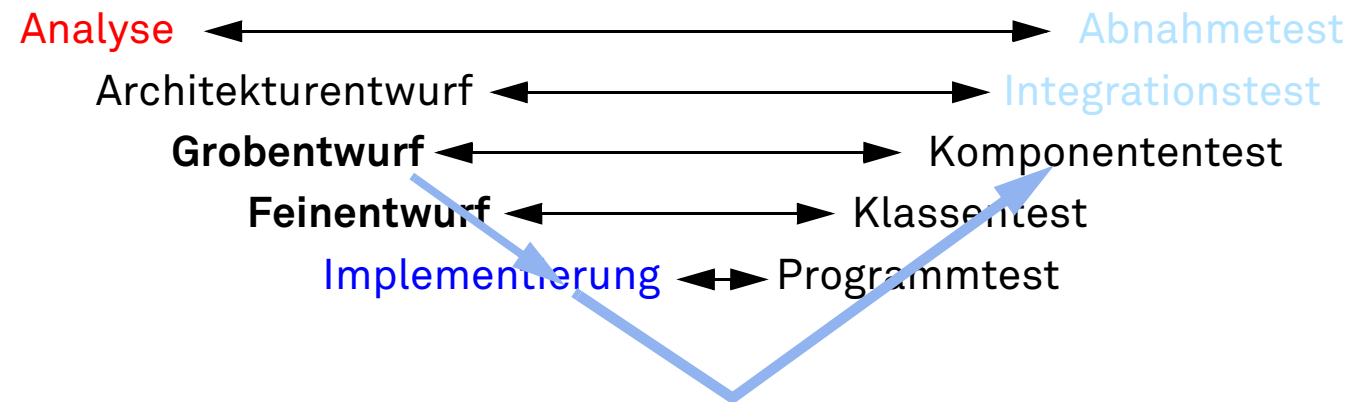 Analyse Abnahmetest
Architekturentwurf Integrationstest
Grobentwurf Komponententest
Feinentwurf Klassentest
Implementierung Programmtest